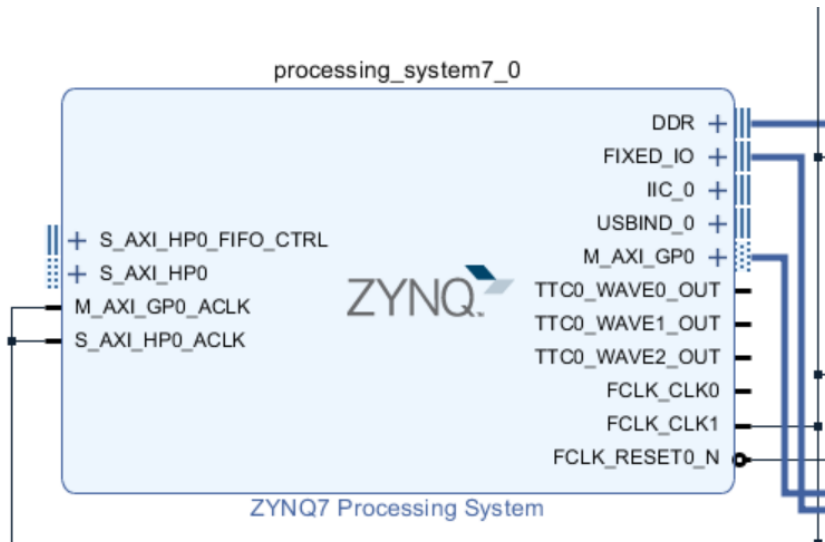 processing_system7_0
DDR
FIXED_IO
IIC_0
USBIND_0
S_AXI_HP0_FIFO_CTRL
M_AXI_GP0
S_AXI_HP0
TTC0_WAVE0_OUT
M_AXI_GP0_ACLK
ZYNQ
TTC0_WAVE1_OUT
S_AXI_HP0_ACLK
TTC0_WAVE2_OUT
FCLK_CLK0
FCLK_CLK1
FCLK_RESET0_N
ZYNQ7 Processing System